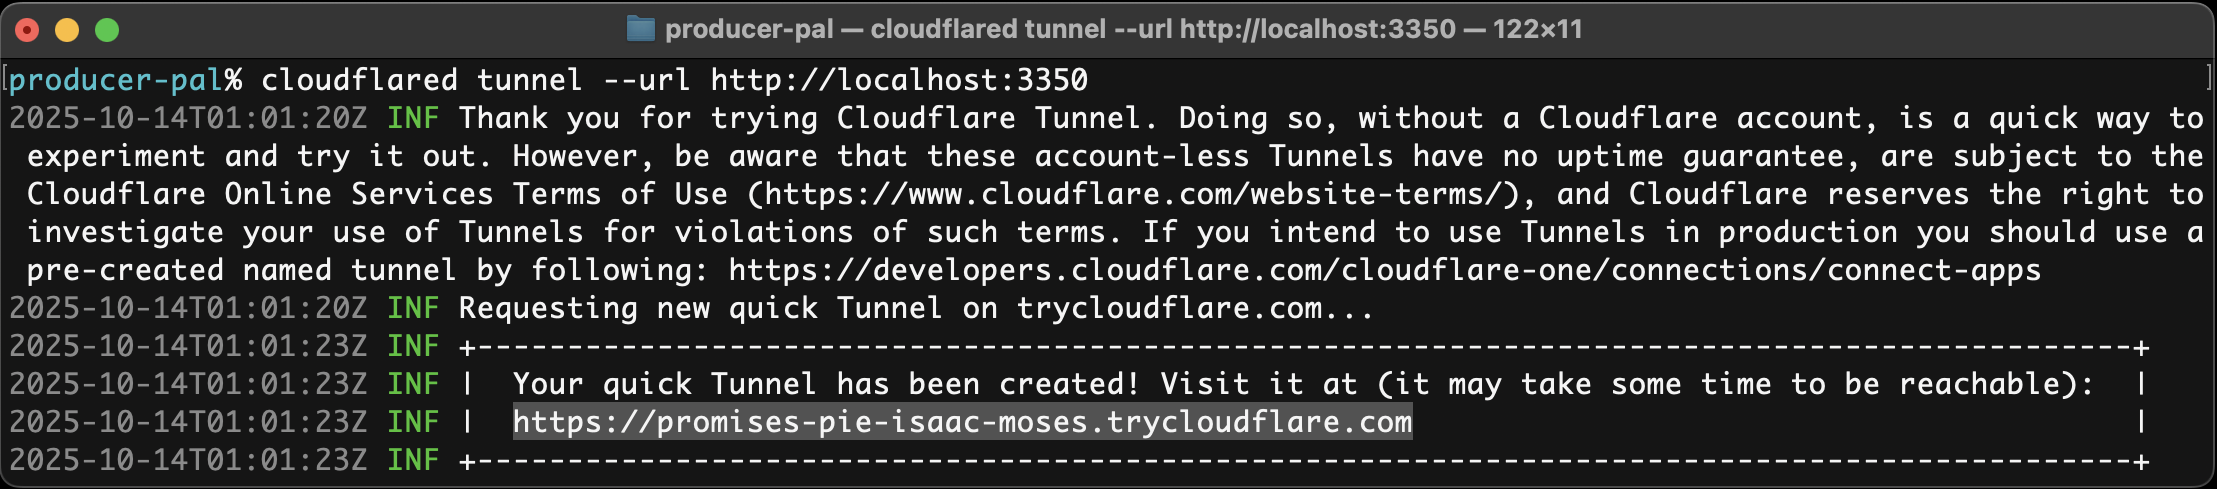 producer-pal — cloudflared tunnel --url http://localhost:3350 — 122×11
[producer-pal% cloudflared tunnel --url http://localhost:3350 ]
2025-10-14T01:01:20Z INF Thank you for trying Cloudflare Tunnel. Doing so, without a Cloudflare account, is a quick way to
experiment and try it out. However, be aware that these account-less Tunnels have no uptime guarantee, are subject to the
Cloudflare Online Services Terms of Use (https://www.cloudflare.com/website-terms/), and Cloudflare reserves the right to
investigate your use of Tunnels for violations of such terms. If you intend to use Tunnels in production you should use a
pre-created named tunnel by following: https://developers.cloudflare.com/cloudflare-one/connections/connect-apps
2025-10-14T01:01:20Z INF Requesting new quick Tunnel on trycloudflare.com...
2025-10-14T01:01:23Z INF +--------------------------------------------------------------------------------------------+
2025-10-14T01:01:23Z INF |  Your quick Tunnel has been created! Visit it at (it may take some time to be reachable):  |
2025-10-14T01:01:23Z INF |  https://promises-pie-isaac-moses.trycloudflare.com                                        |
2025-10-14T01:01:23Z INF +--------------------------------------------------------------------------------------------+